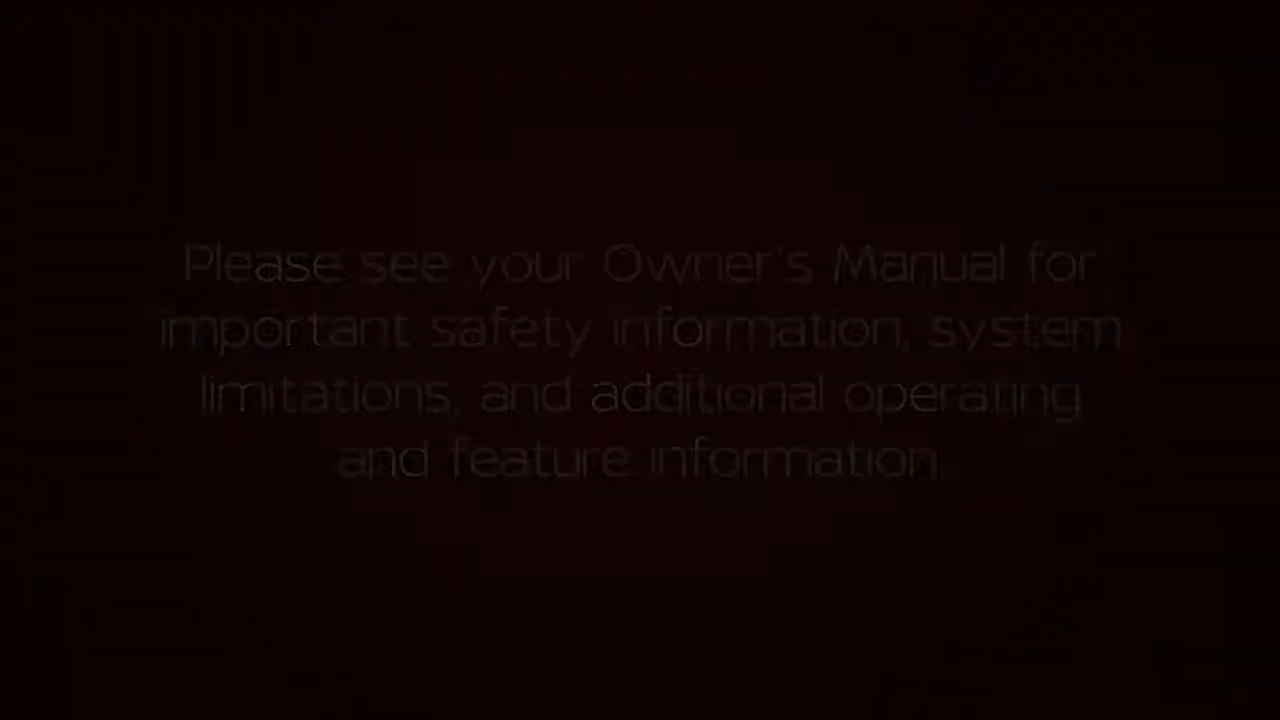 Please see your Owner's Manual for
important safety information, system
limitations, and additional operating
and feature information.